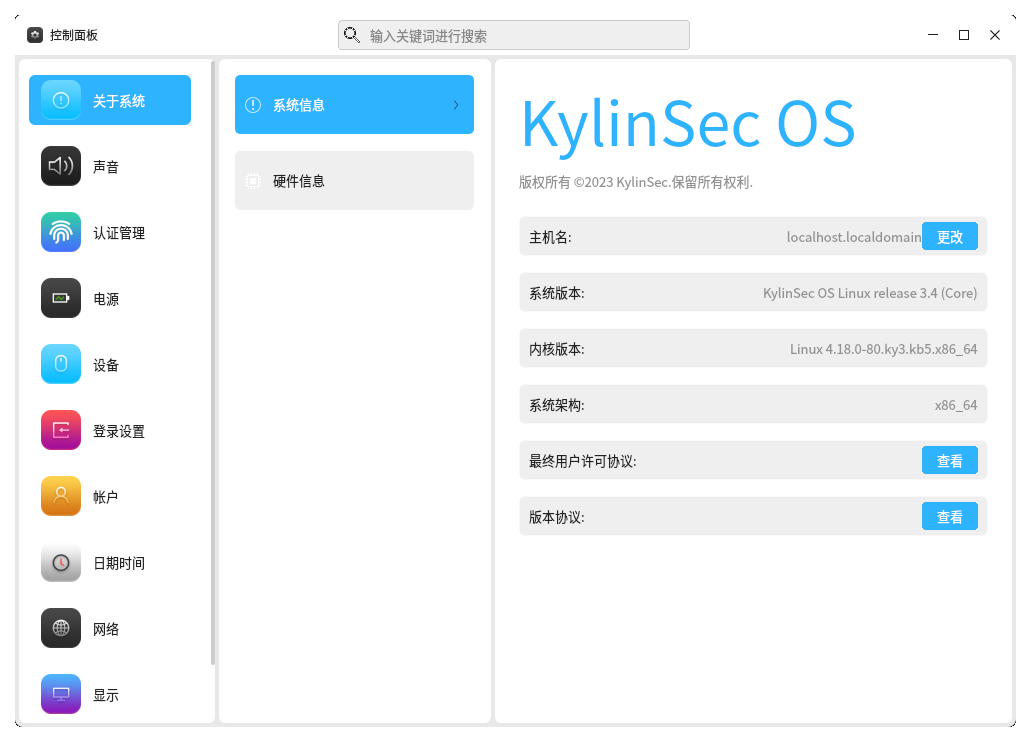 控制面板
输入关键词进行搜索
关于系统
声音
认证管理
电源
设备
登录设置
帐户
日期时间
网络
显示
系统信息
硬件信息
KylinSec OS
版权所有 ©2023 KylinSec.保留所有权利.
主机名: localhost.localdomain 更改
系统版本: KylinSec OS Linux release 3.4 (Core)
内核版本: Linux 4.18.0-80.ky3.kb5.x86_64
系统架构: x86_64
最终用户许可协议: 查看
版本协议: 查看